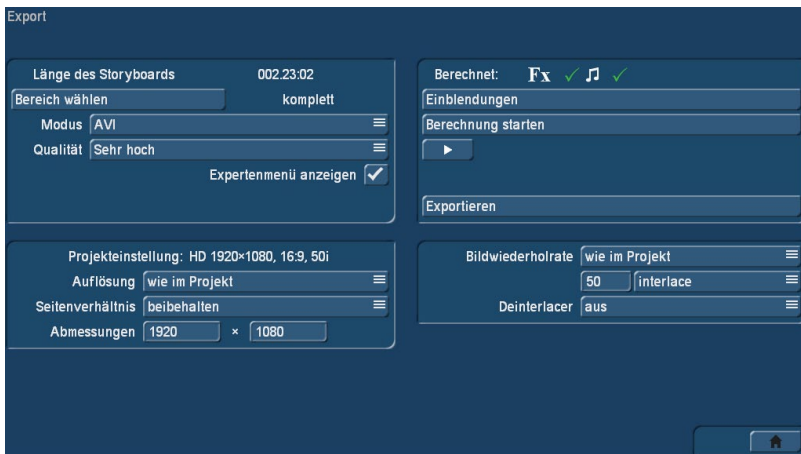 Export
Länge des Storyboards 002.23:02
Bereich wählen komplett
Modus AVI
Qualität Sehr hoch
Expertenmenü anzeigen
Berechnet: Fx
Einblendungen
Berechnung starten
Exportieren
Projekteinstellung: HD 1920×1080, 16:9, 50i
Auflösung wie im Projekt
Seitenverhältnis beibehalten
Abmessungen 1920 × 1080
Bildwiederholrate wie im Projekt
50 interlace
Deinterlacer aus